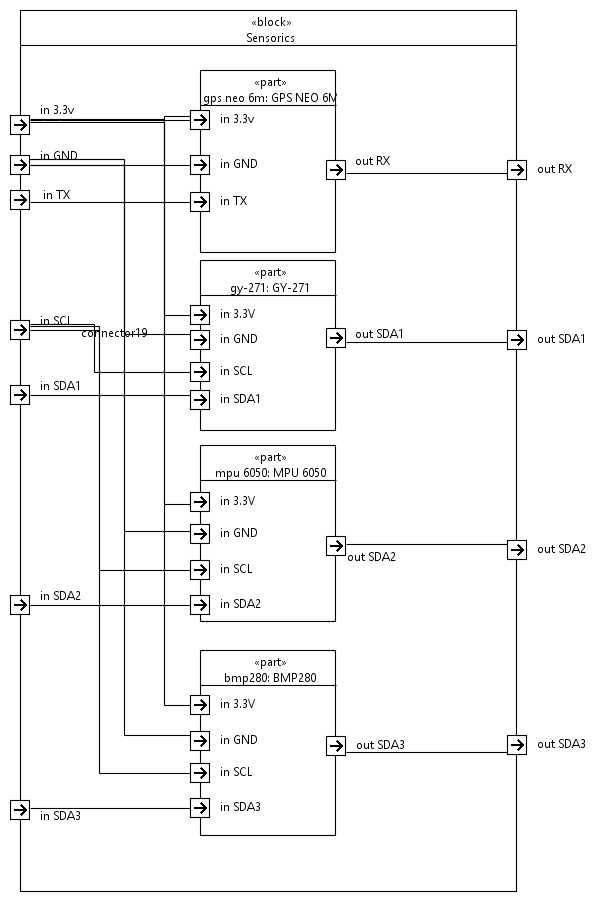 «block»
Sensorics
«part»
gps neo 6m: GPS NEO 6M
in 3.3v
in 3.3v
in GND
in GND
out RX
out RX
in TX
in TX
«part»
gy-271: GY-271
in 3.3V
in SCL
connector19
in GND
out SDA1
out SDA1
in SCL
in SDA1
in SDA1
«part»
mpu 6050: MPU 6050
in 3.3V
in GND
out SDA2
out SDA2
in SCL
in SDA2
in SDA2
«part»
bmp280: BMP280
in 3.3V
in GND
out SDA3
out SDA3
in SCL
in SDA3
in SDA3